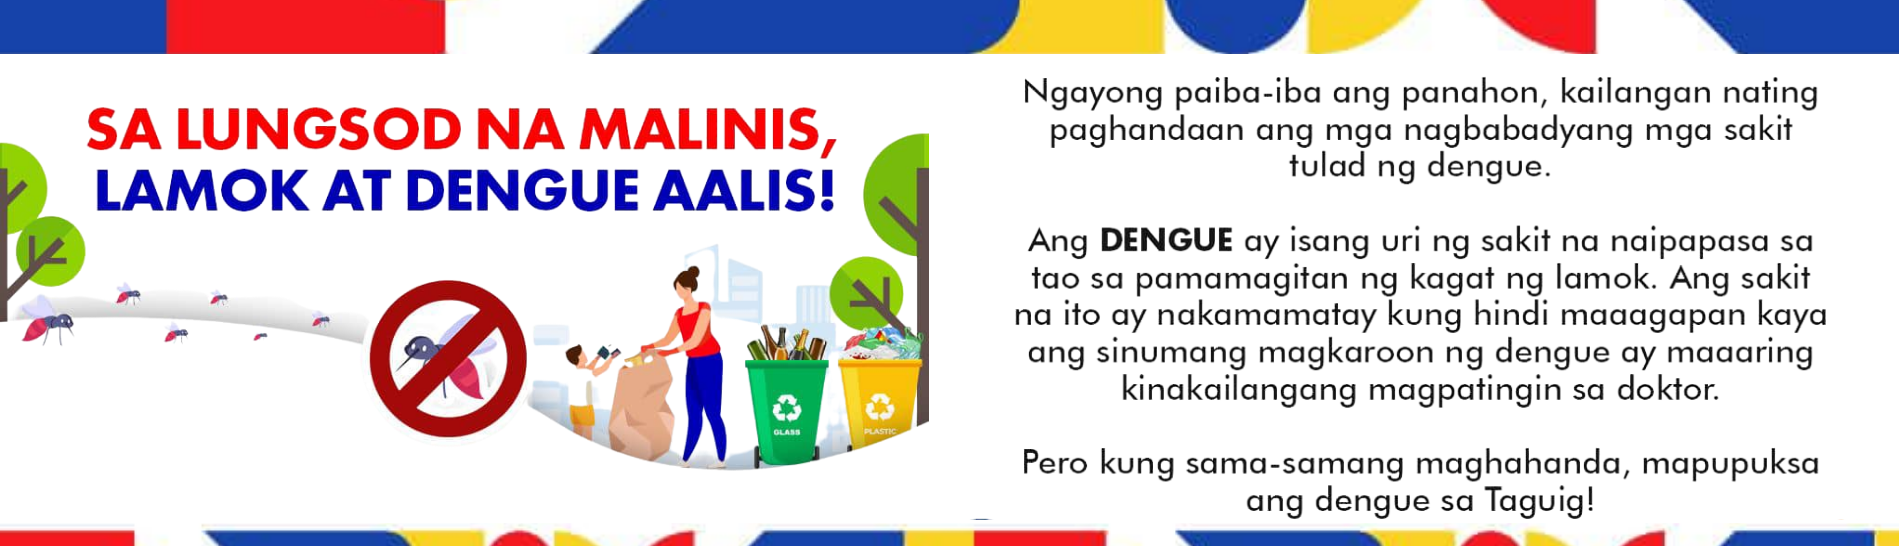 SA LUNGSOD NA MALINIS,
LAMOK AT DENGUE AALIS!
GLASS
PLASTIC
Ngayong paiba-iba ang panahon, kailangan nating
paghandaan ang mga nagbabadyang mga sakit
tulad ng dengue.
Ang DENGUE ay isang uri ng sakit na naipapasa sa
tao sa pamamagitan ng kagat ng lamok. Ang sakit
na ito ay nakamamatay kung hindi maaagapan kaya
ang sinumang magkaroon ng dengue ay maaaring
kinakailangang magpatingin sa doktor.
Pero kung sama-samang maghahanda, mapupuksa
ang dengue sa Taguig!